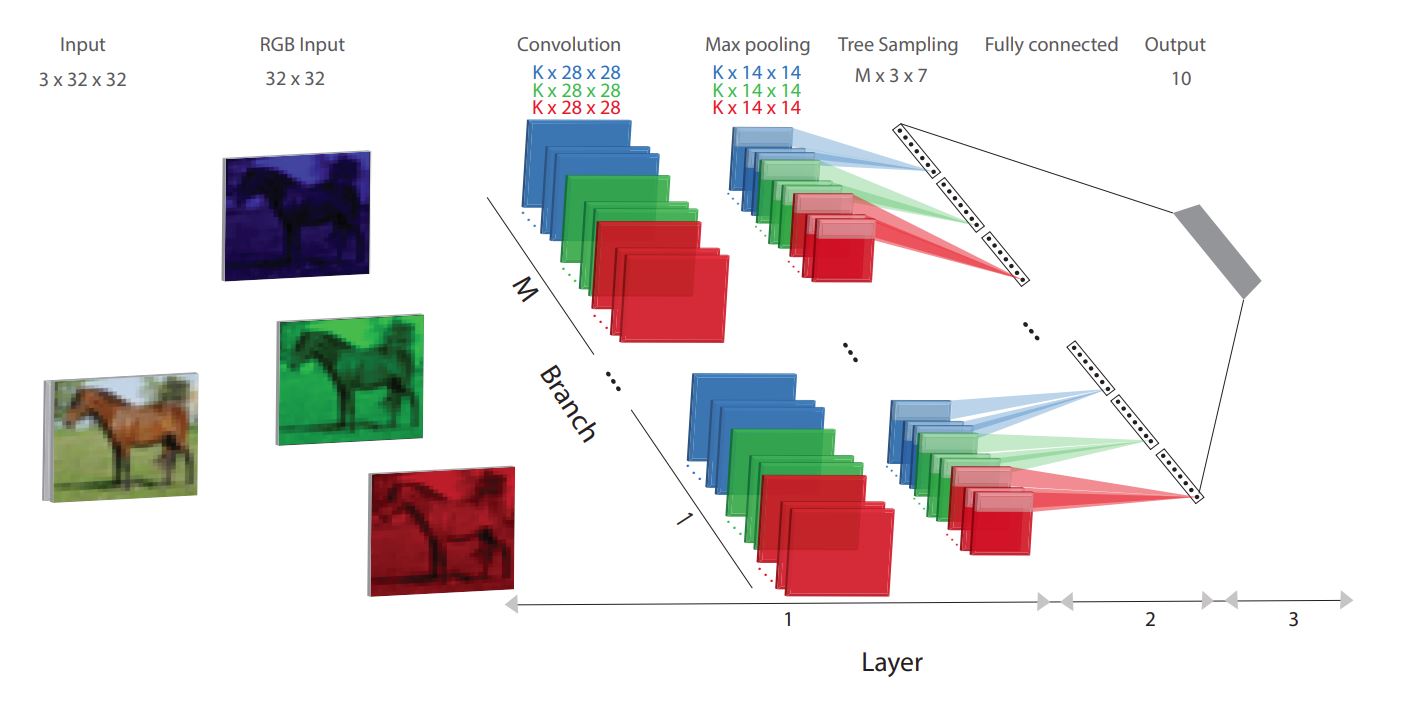 Input
3 x 32 x 32
RGB Input
32 x 32
Convolution
K x 28 x 28
K x 28 x 28
K x 28 x 28
Max pooling
K x 14 x 14
K x 14 x 14
K x 14 x 14
Tree Sampling
M x 3 x 7
Fully connected
Output
10
M
Branch
1
1
2
3
Layer